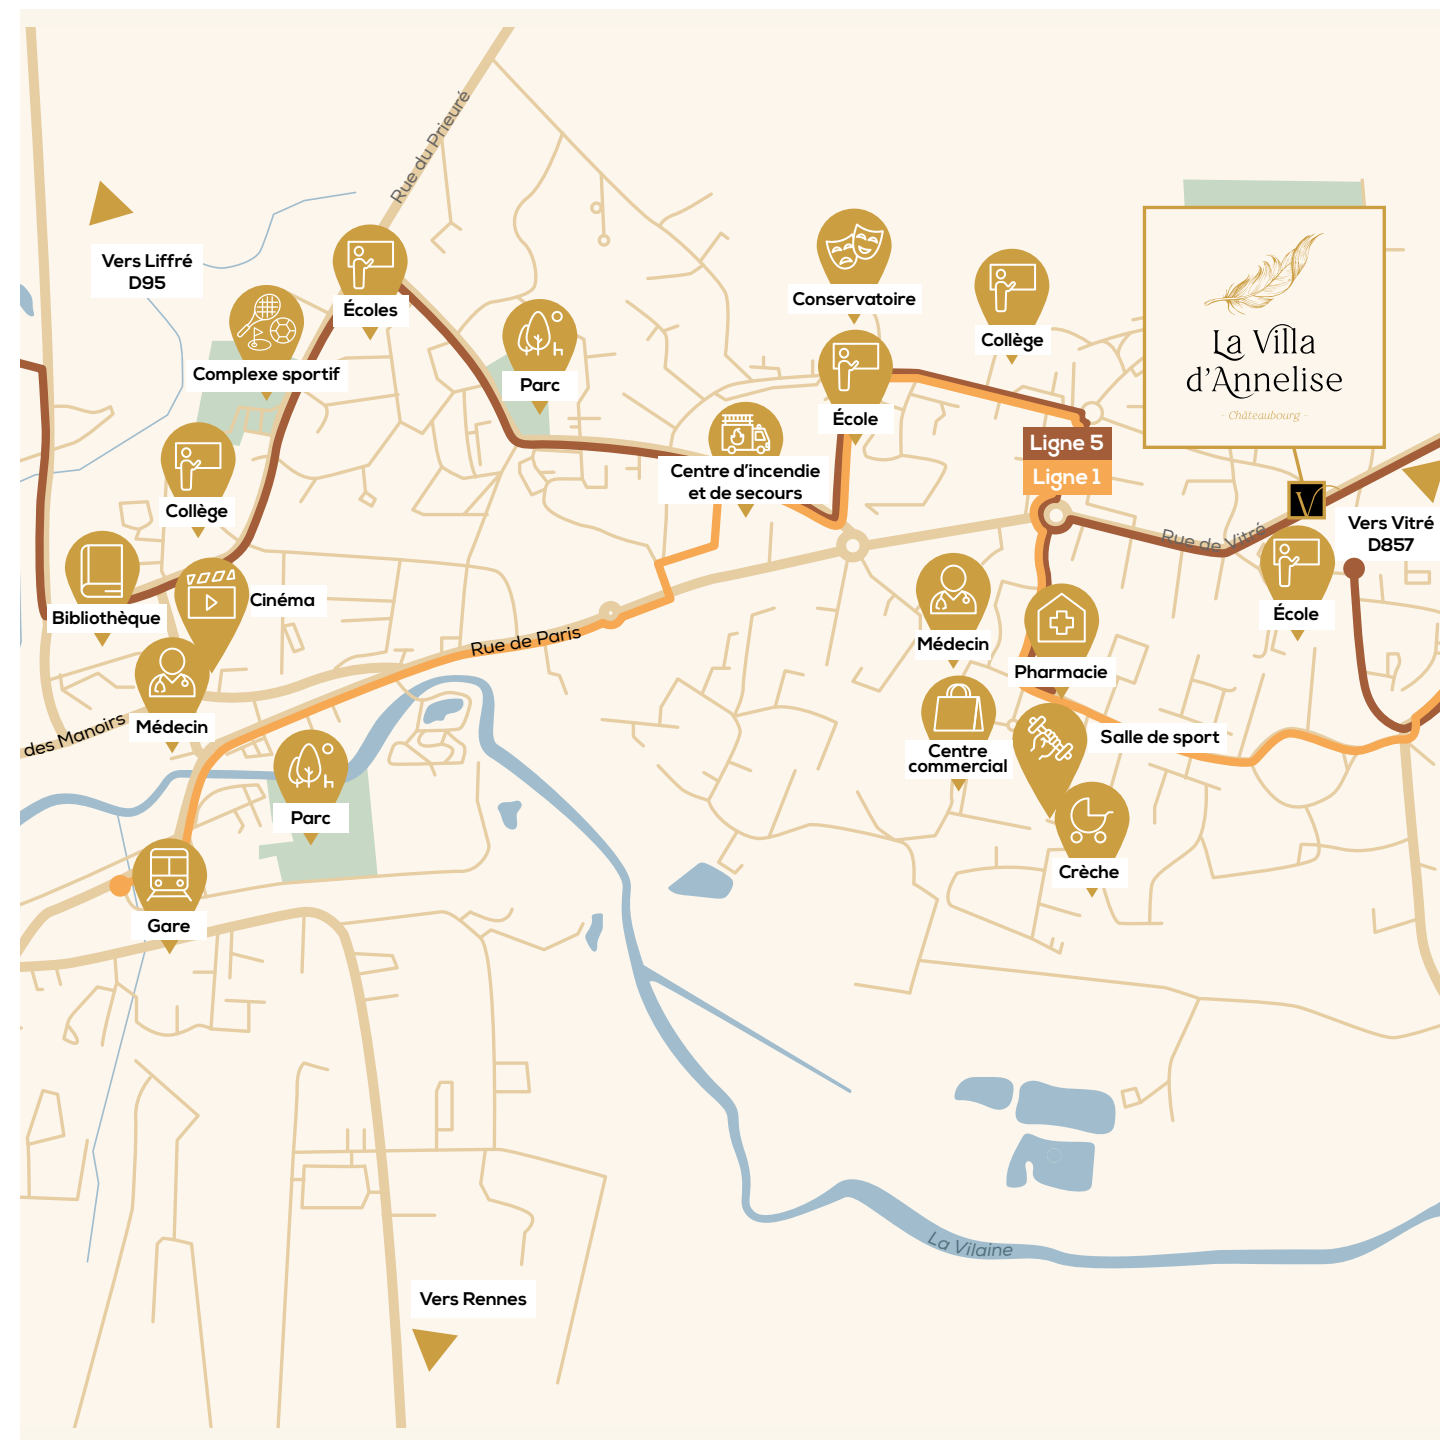 Rue du Prieuré
Vers Liffré
D95
Écoles
Conservatoire
Collège
La Villa
d'Annelise
- Châteaubourg -
Complexe sportif
Parc
École
Ligne 5
Ligne 1
Centre d'incendie
et de secours
Collège
V
Rue de Vitré
Vers Vitré
D857
Bibliothèque
Cinéma
École
Rue de Paris
Médecin
Pharmacie
des Manoirs
Médecin
Salle de sport
Centre
commercial
Parc
Crèche
Gare
La Vilaine
Vers Rennes